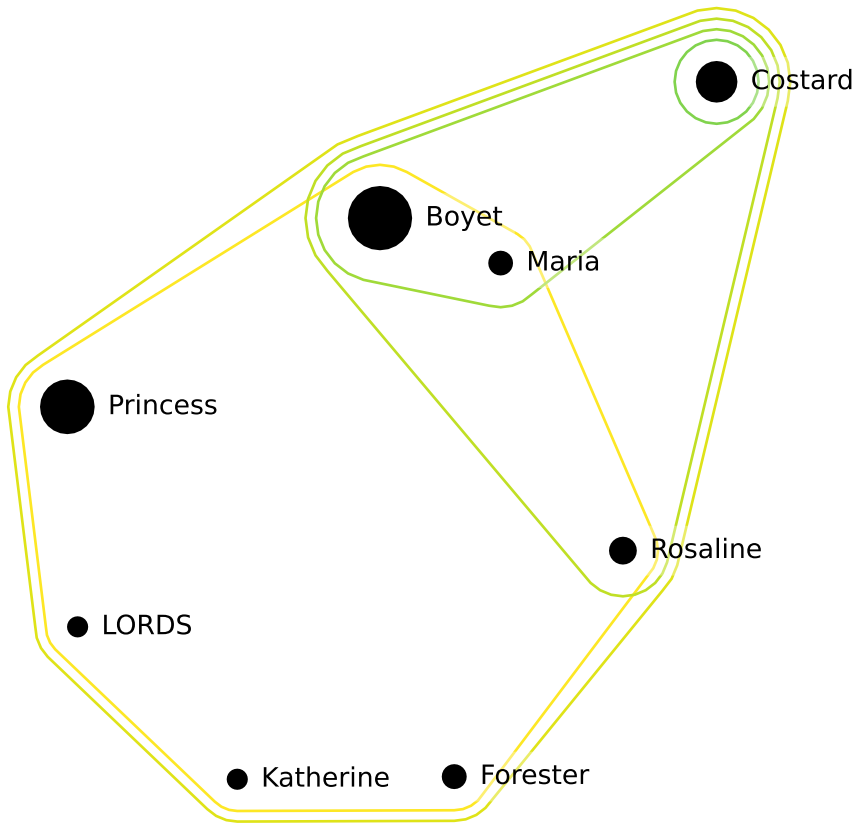 Costard
Boyet
Maria
Princess
Rosaline
LORDS
Katherine
Forester